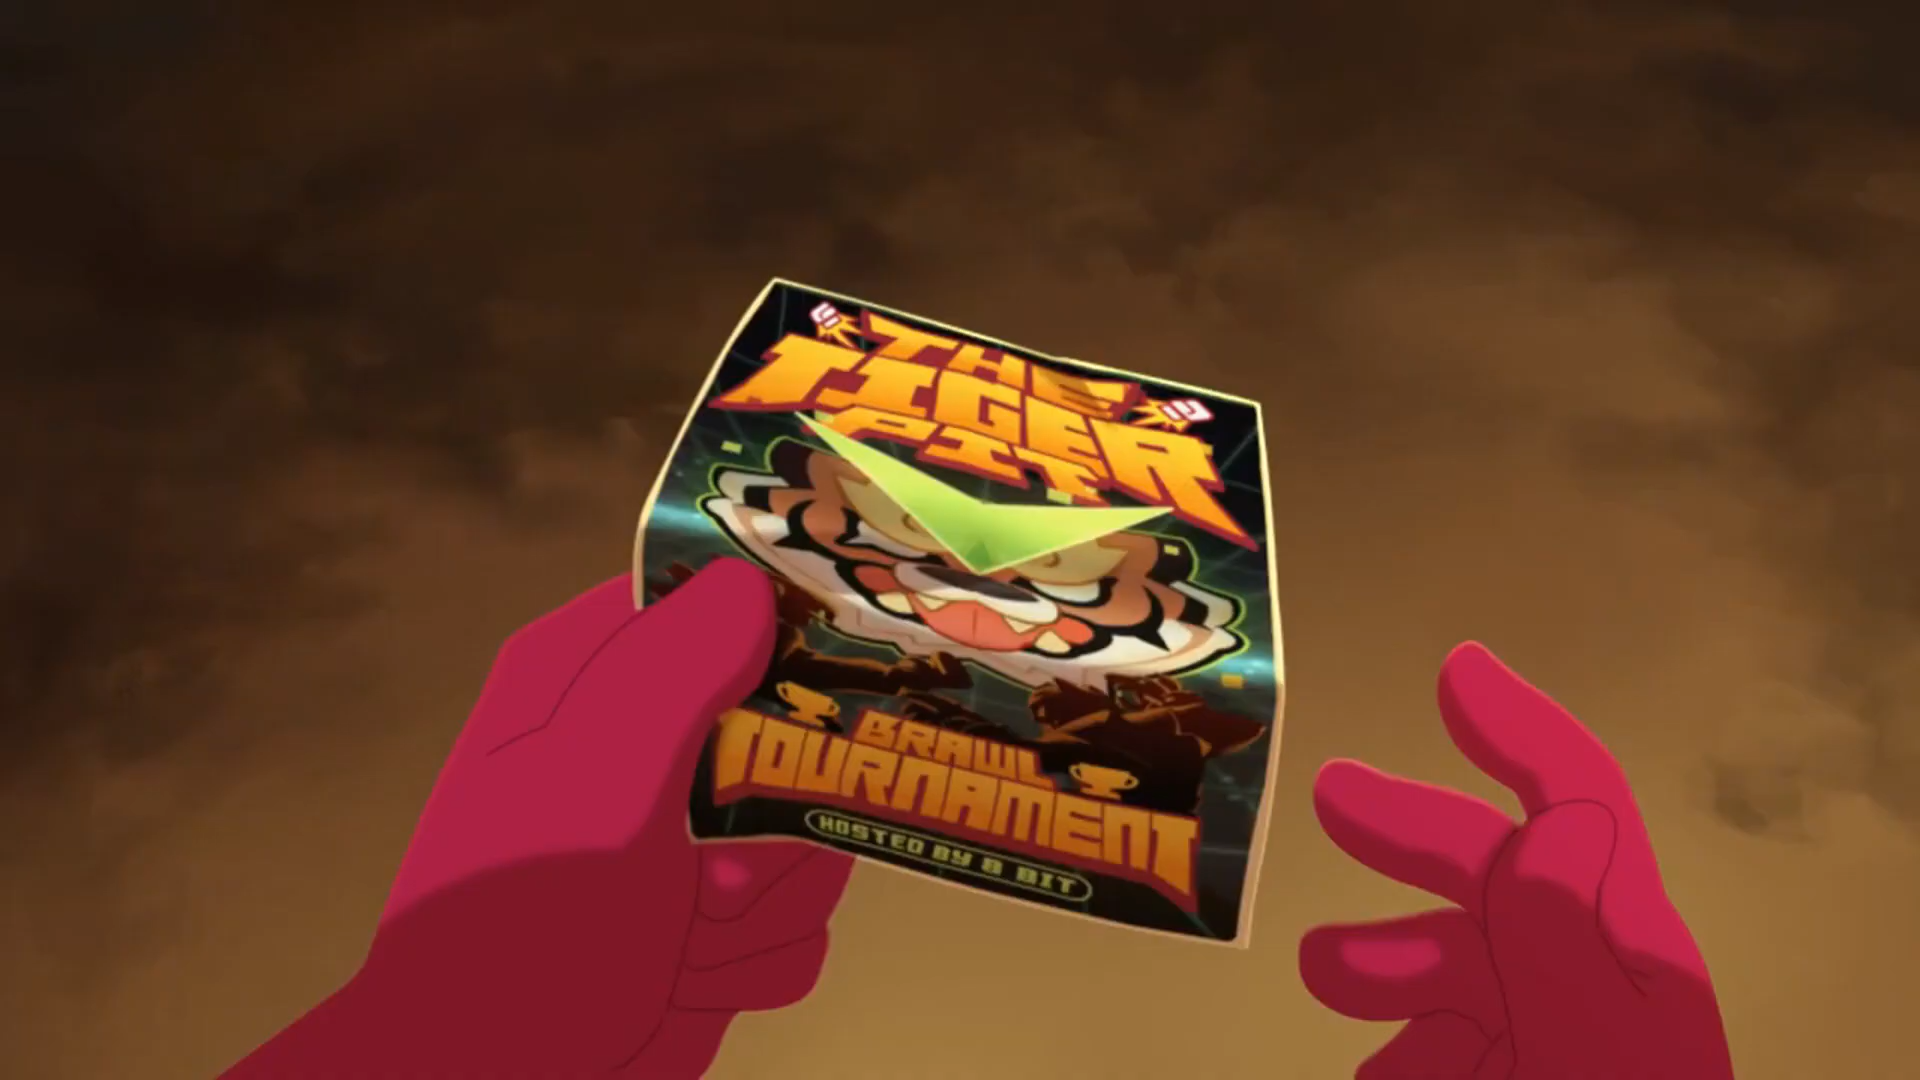 THE
TIGER
PIT
BRAWL
TOURNAMENT
HOSTED BY 8 BIT